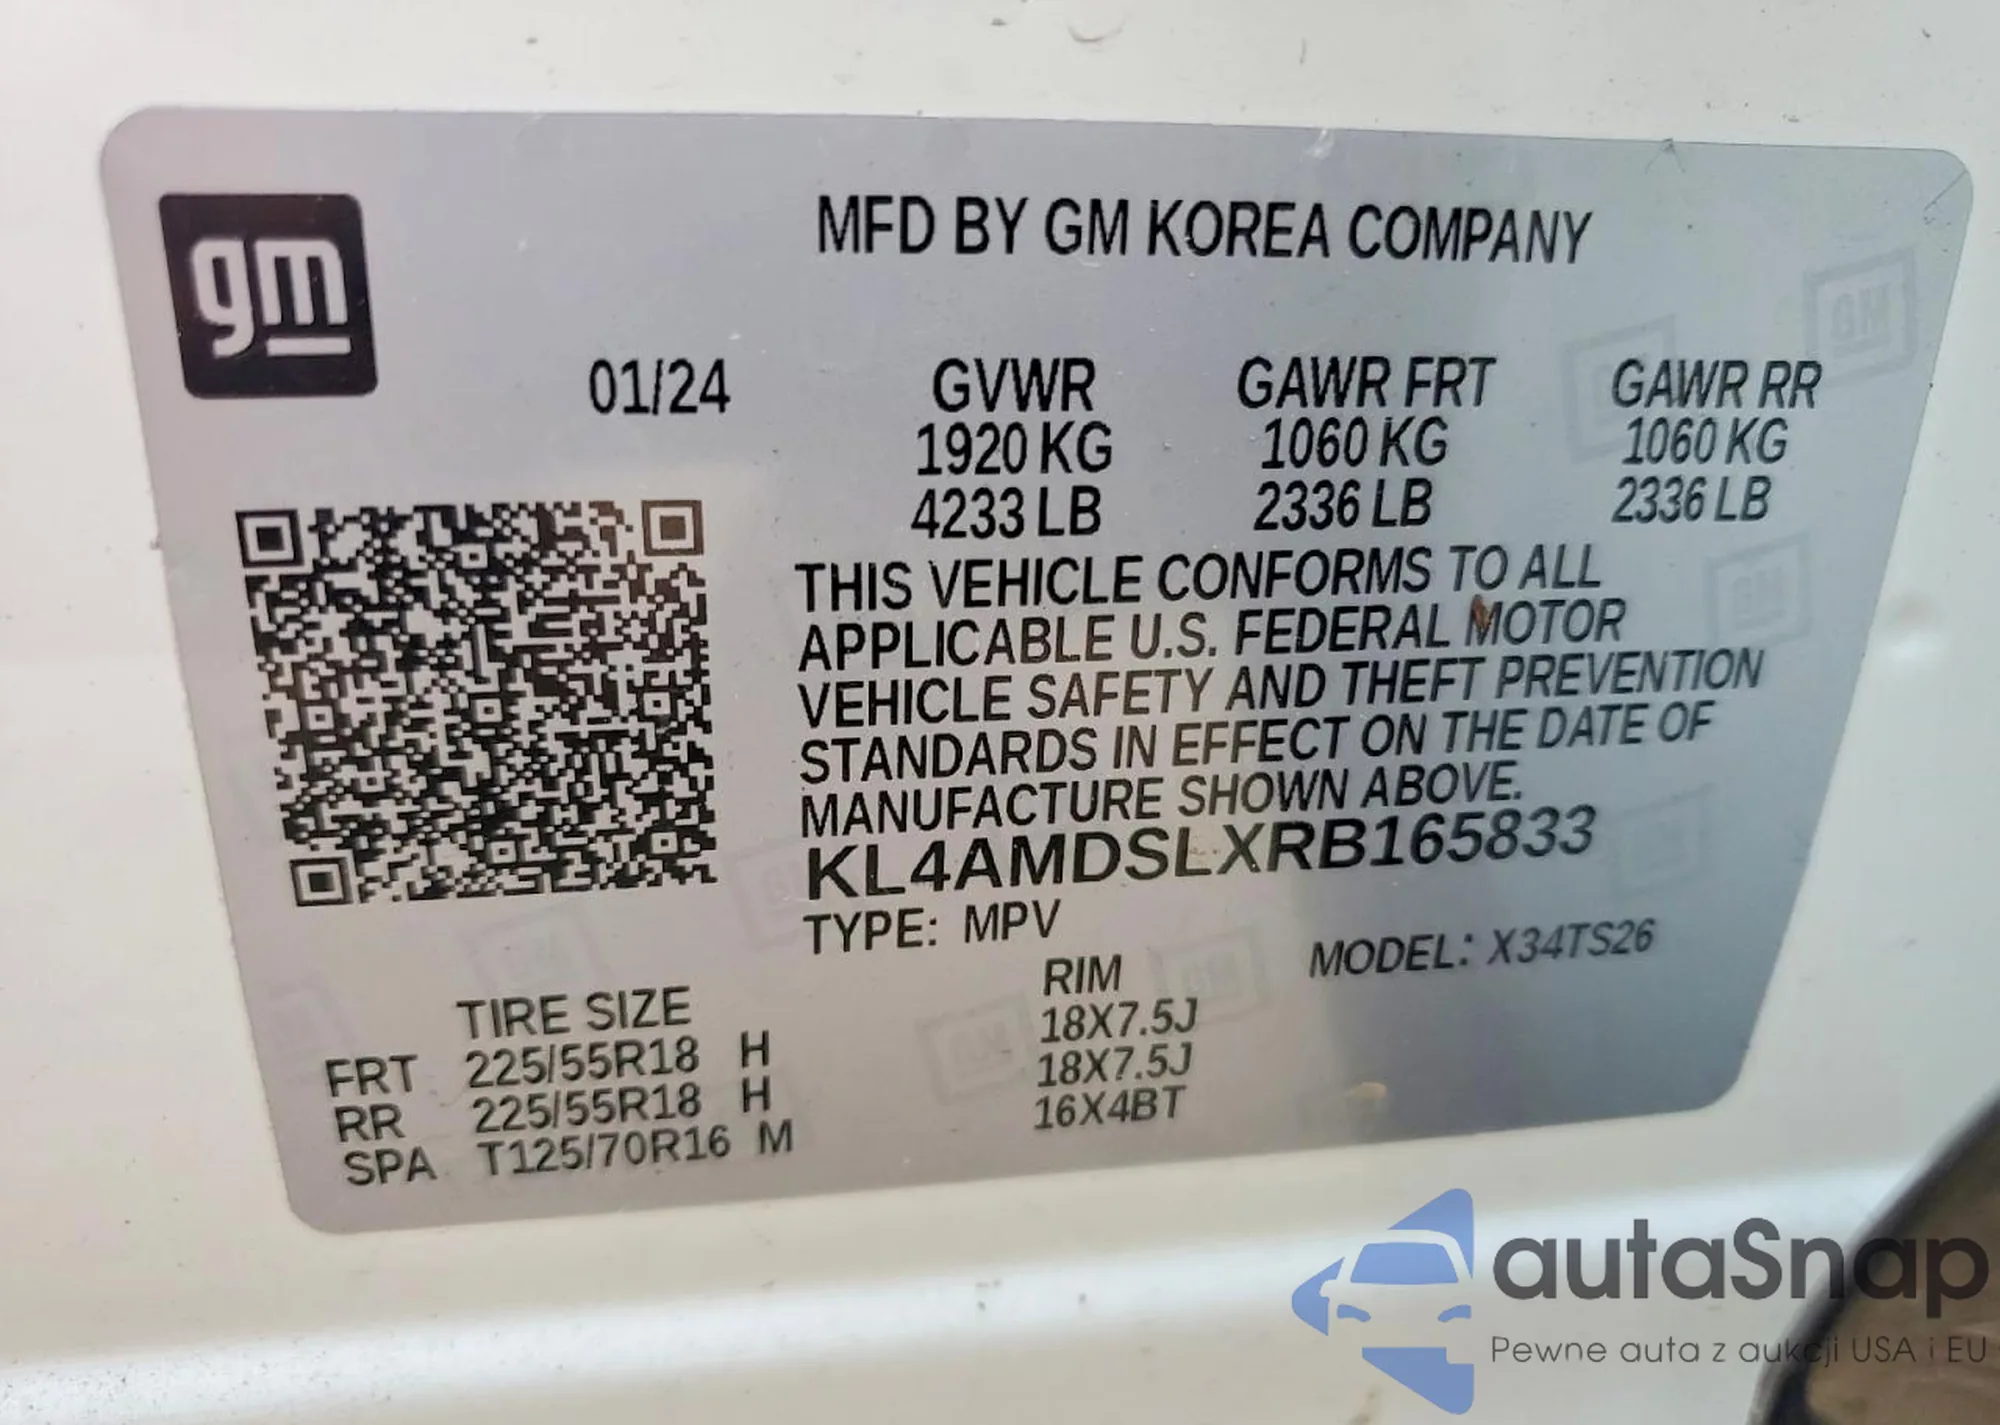 gm
MFD BY GM KOREA COMPANY
01/24 GVWR GAWR FRT GAWR RR
1920 KG 1060 KG 1060 KG
4233 LB 2336 LB 2336 LB
THIS VEHICLE CONFORMS TO ALL
APPLICABLE U.S. FEDERAL MOTOR
VEHICLE SAFETY AND THEFT PREVENTION
STANDARDS IN EFFECT ON THE DATE OF
MANUFACTURE SHOWN ABOVE.
KL4AMDSLXRB165833
TYPE: MPV MODEL: X34TS26
TIRE SIZE RIM
FRT 225/55R18 H 18X7.5J
RR 225/55R18 H 18X7.5J
SPA T125/70R16 M 16X4BT
autaSnap
Pewne auta z aukcji USA i EU